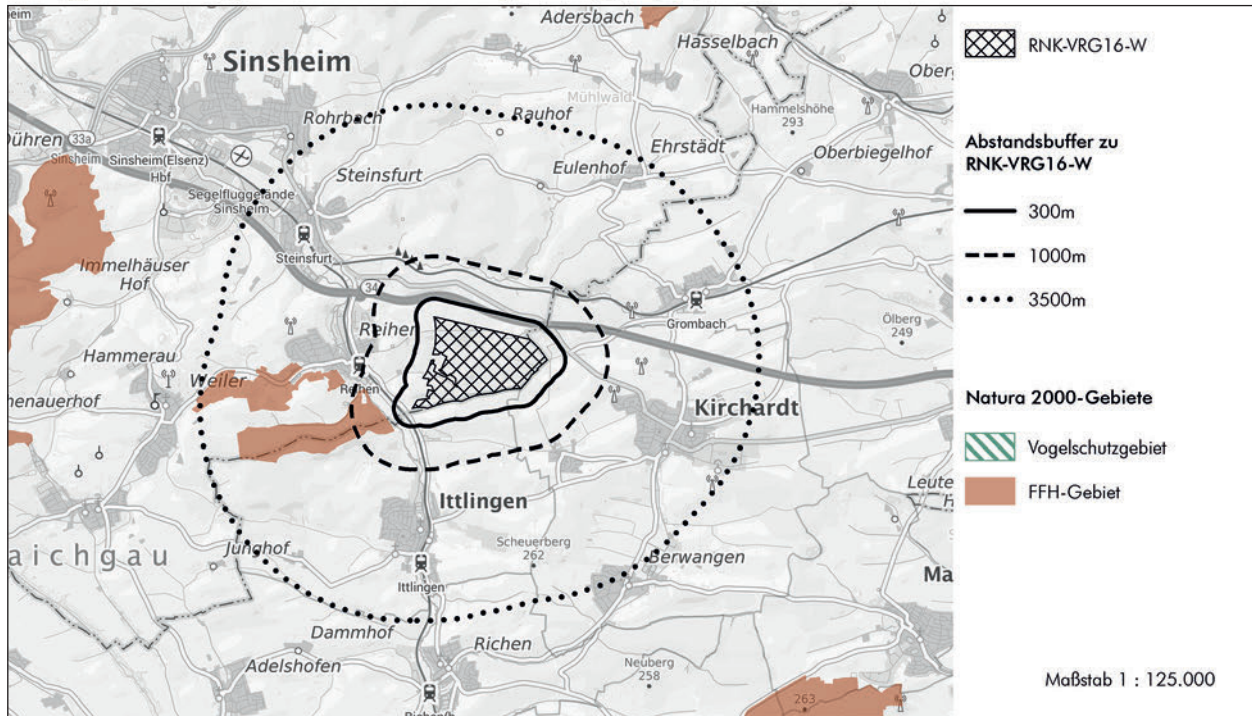 sheim
Adersbach
Hasselbach
Oberg
Sinsheim
Mühlwald
Hammelshöhe
293
Rohrbach
Rauhof
Dühren
33a
Sinsheim
Sinsheim(Elsenz)
Hbf
Ehrstädt
Oberbiegelhof
Eulenhof
Steinsfurt
Segelfluggelände
Sinsheim
Steinsfurt
Immelhäuser
Hof
34
Grombach
Ölberg
249
Reihen
Hammerau
Weiler
Reihen
nenauerhof
Kirchardt
Ittlingen
Leute
H
Scheuerberg
262
aichgau
Junghof
Berwangen
Ittlingen
Ma
Dammhof
Richen
Adelshofen
Neuberg
258
263
Richen(b
RNK-VRG16-W
Abstandsbuffer zu
RNK-VRG16-W
300m
1000m
3500m
Natura 2000-Gebiete
Vogelschutzgebiet
FFH-Gebiet
Maßstab 1 : 125.000